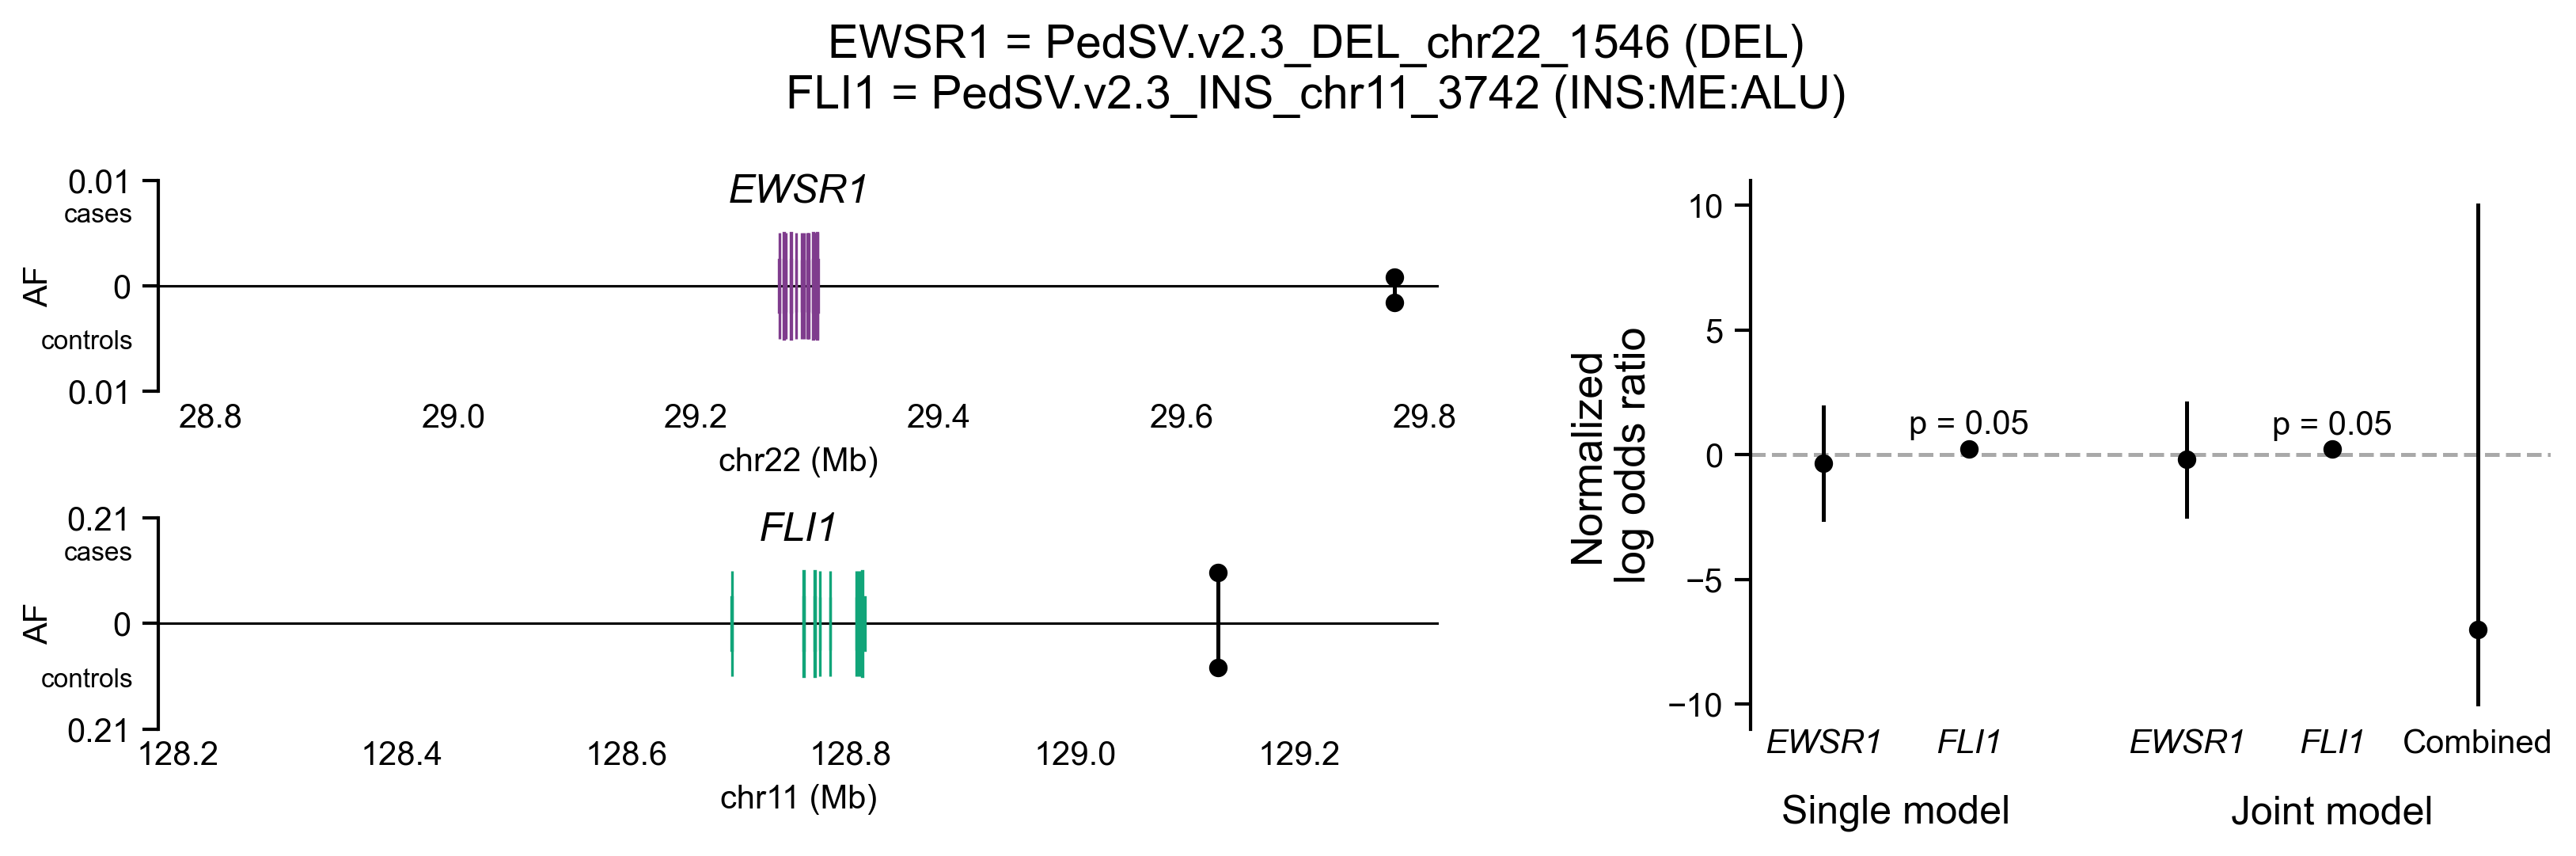 EWSR1 = PedSV.v2.3_DEL_chr22_1546 (DEL)
FLI1 = PedSV.v2.3_INS_chr11_3742 (INS:ME:ALU)
EWSR1
0.01
cases
AF
0
controls
0.01
28.8 29.0 29.2 29.4 29.6 29.8
chr22 (Mb)
FLI1
0.21
cases
AF
0
controls
0.21
128.2 128.4 128.6 128.8 129.0 129.2
chr11 (Mb)
Normalized
log odds ratio
10
5
0
−5
−10
p = 0.05 p = 0.05
EWSR1 FLI1 EWSR1 FLI1 Combined
Single model Joint model